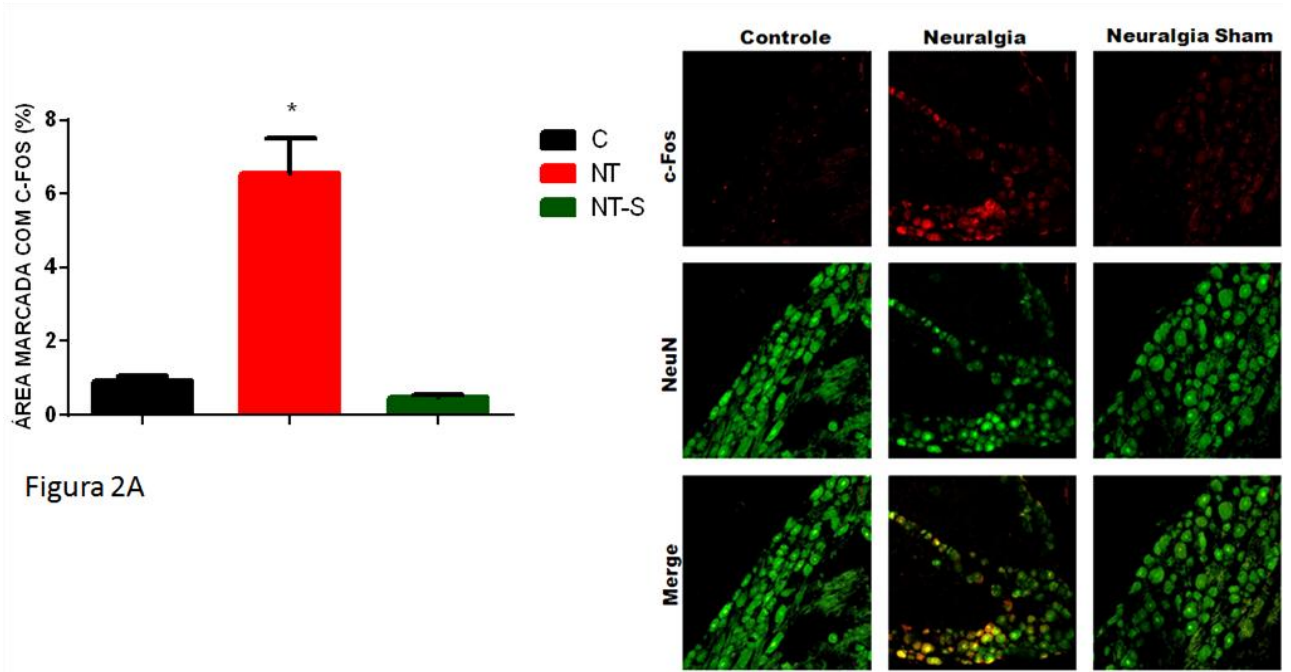 ÁREA MARCADA COM C-FOS (%)
8
6
4
2
0
*
C
NT
NT-S
Figura 2A
Controle
Neuralgia
Neuralgia Sham
c-Fos
NeuN
Merge